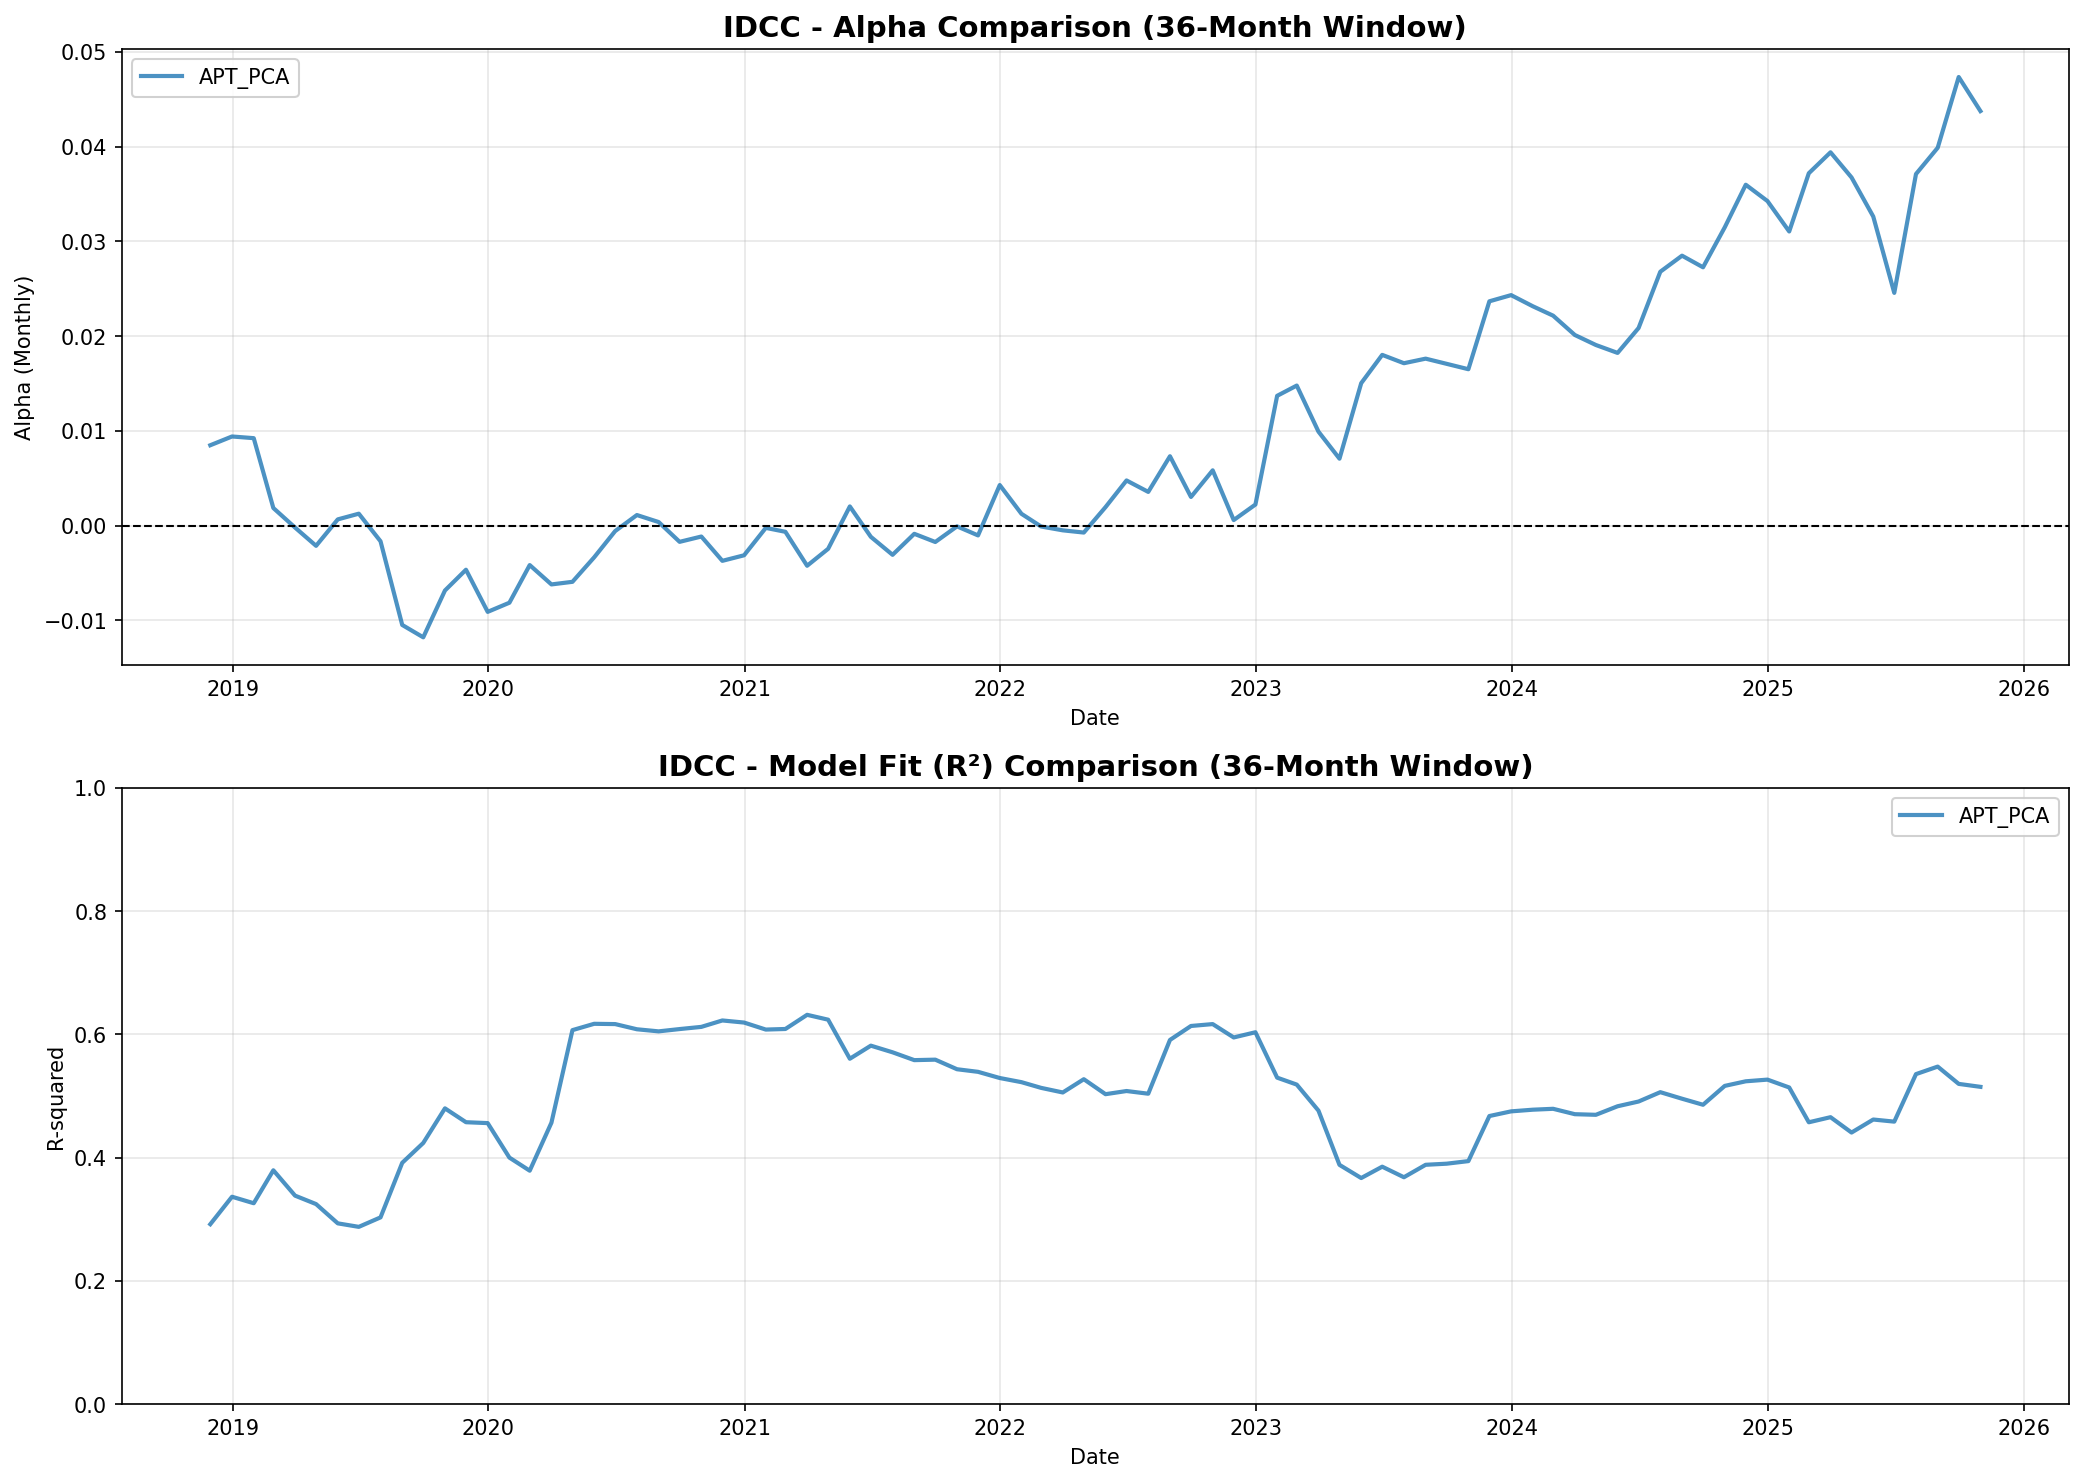 IDCC - Alpha Comparison (36-Month Window)
APT_PCA
Alpha (Monthly)
0.05
0.04
0.03
0.02
0.01
0.00
−0.01
2019 2020 2021 2022 2023 2024 2025 2026
Date
IDCC - Model Fit (R²) Comparison (36-Month Window)
APT_PCA
R-squared
1.0
0.8
0.6
0.4
0.2
0.0
2019 2020 2021 2022 2023 2024 2025 2026
Date